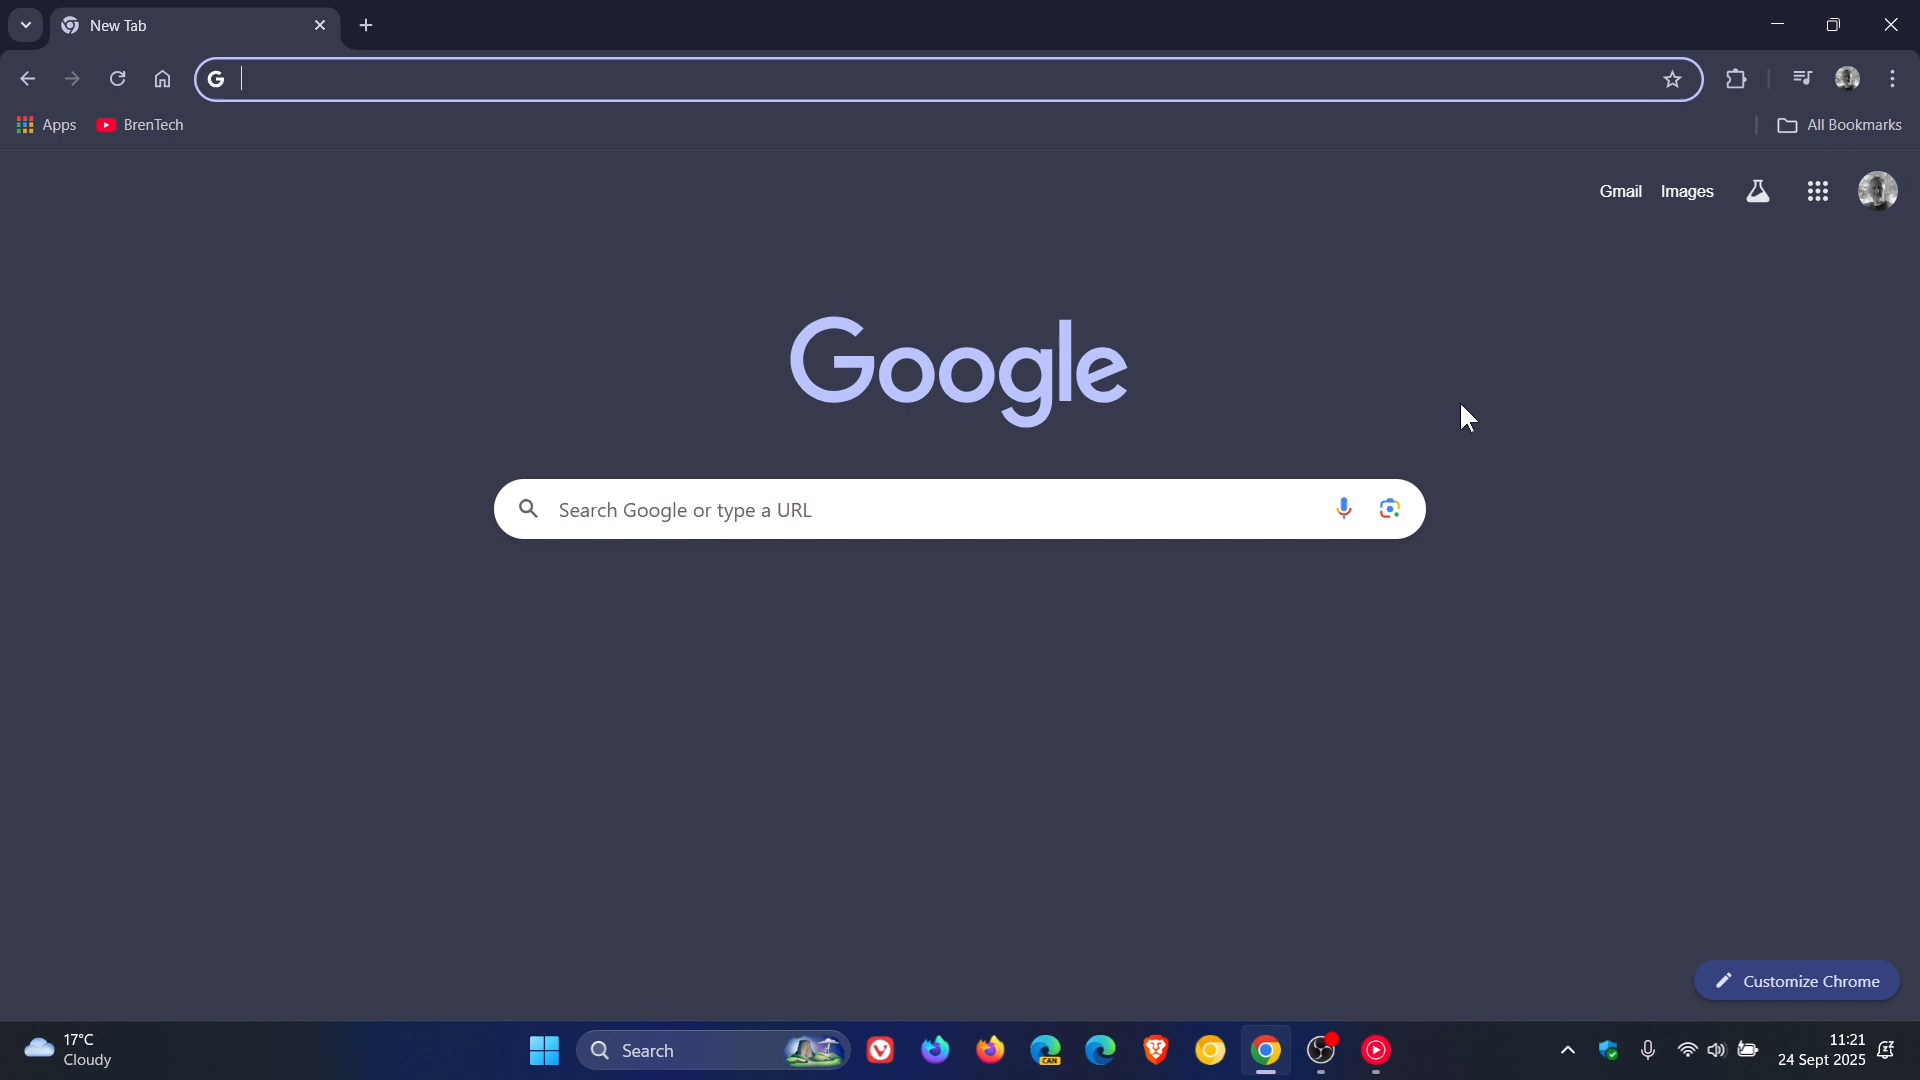 New Tab
Apps
BrenTech
All Bookmarks
Gmail
Images
Google
Search Google or type a URL
Customize Chrome
17°C
Cloudy
Search
CAN
11:21
24 Sept 2025